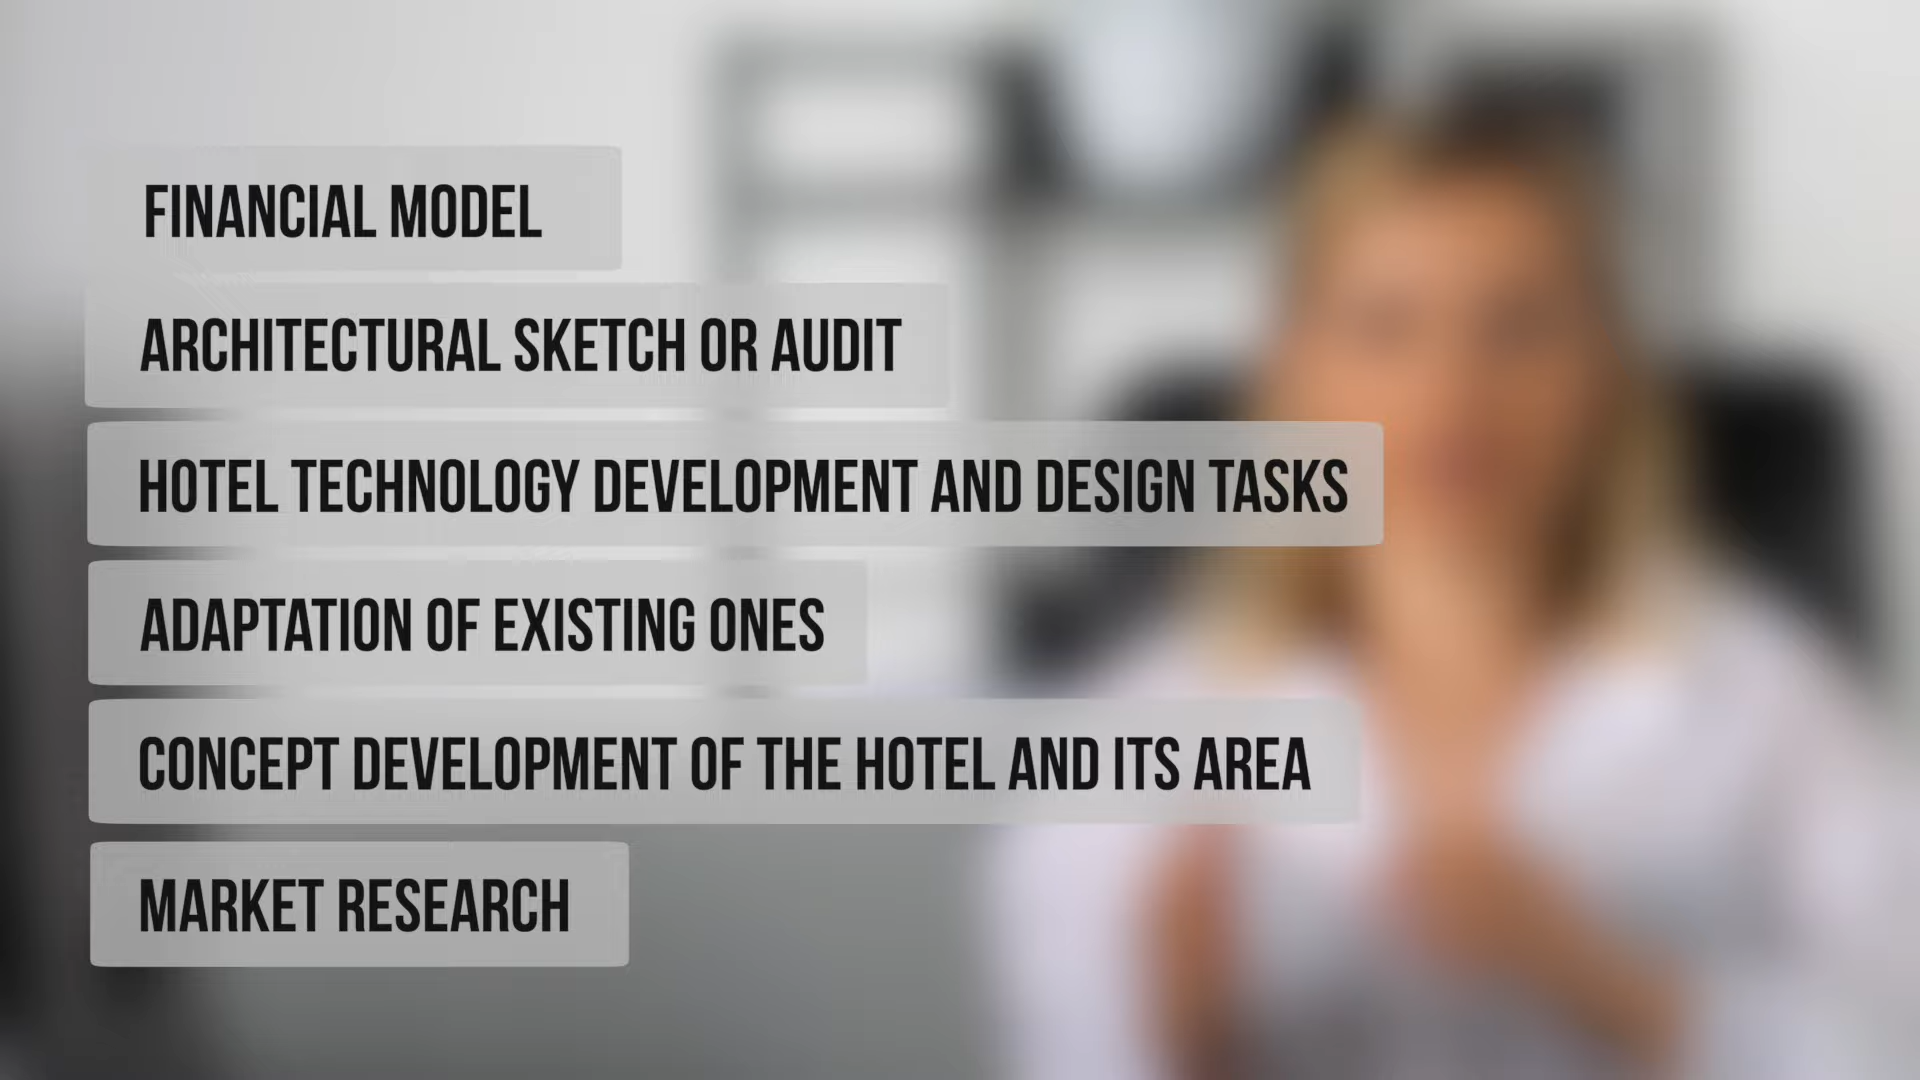 FINANCIAL MODEL
ARCHITECTURAL SKETCH OR AUDIT
HOTEL TECHNOLOGY DEVELOPMENT AND DESIGN TASKS
ADAPTATION OF EXISTING ONES
CONCEPT DEVELOPMENT OF THE HOTEL AND ITS AREA
MARKET RESEARCH